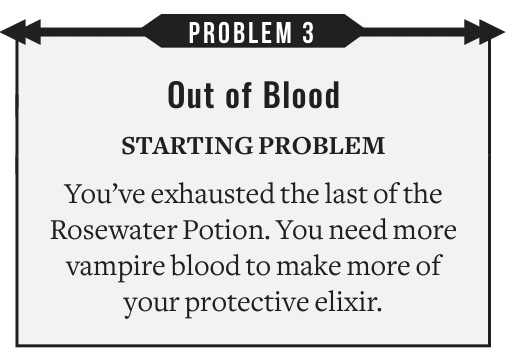 PROBLEM 3
Out of Blood
STARTING PROBLEM
You’ve exhausted the last of the
Rosewater Potion. You need more
vampire blood to make more of
your protective elixir.